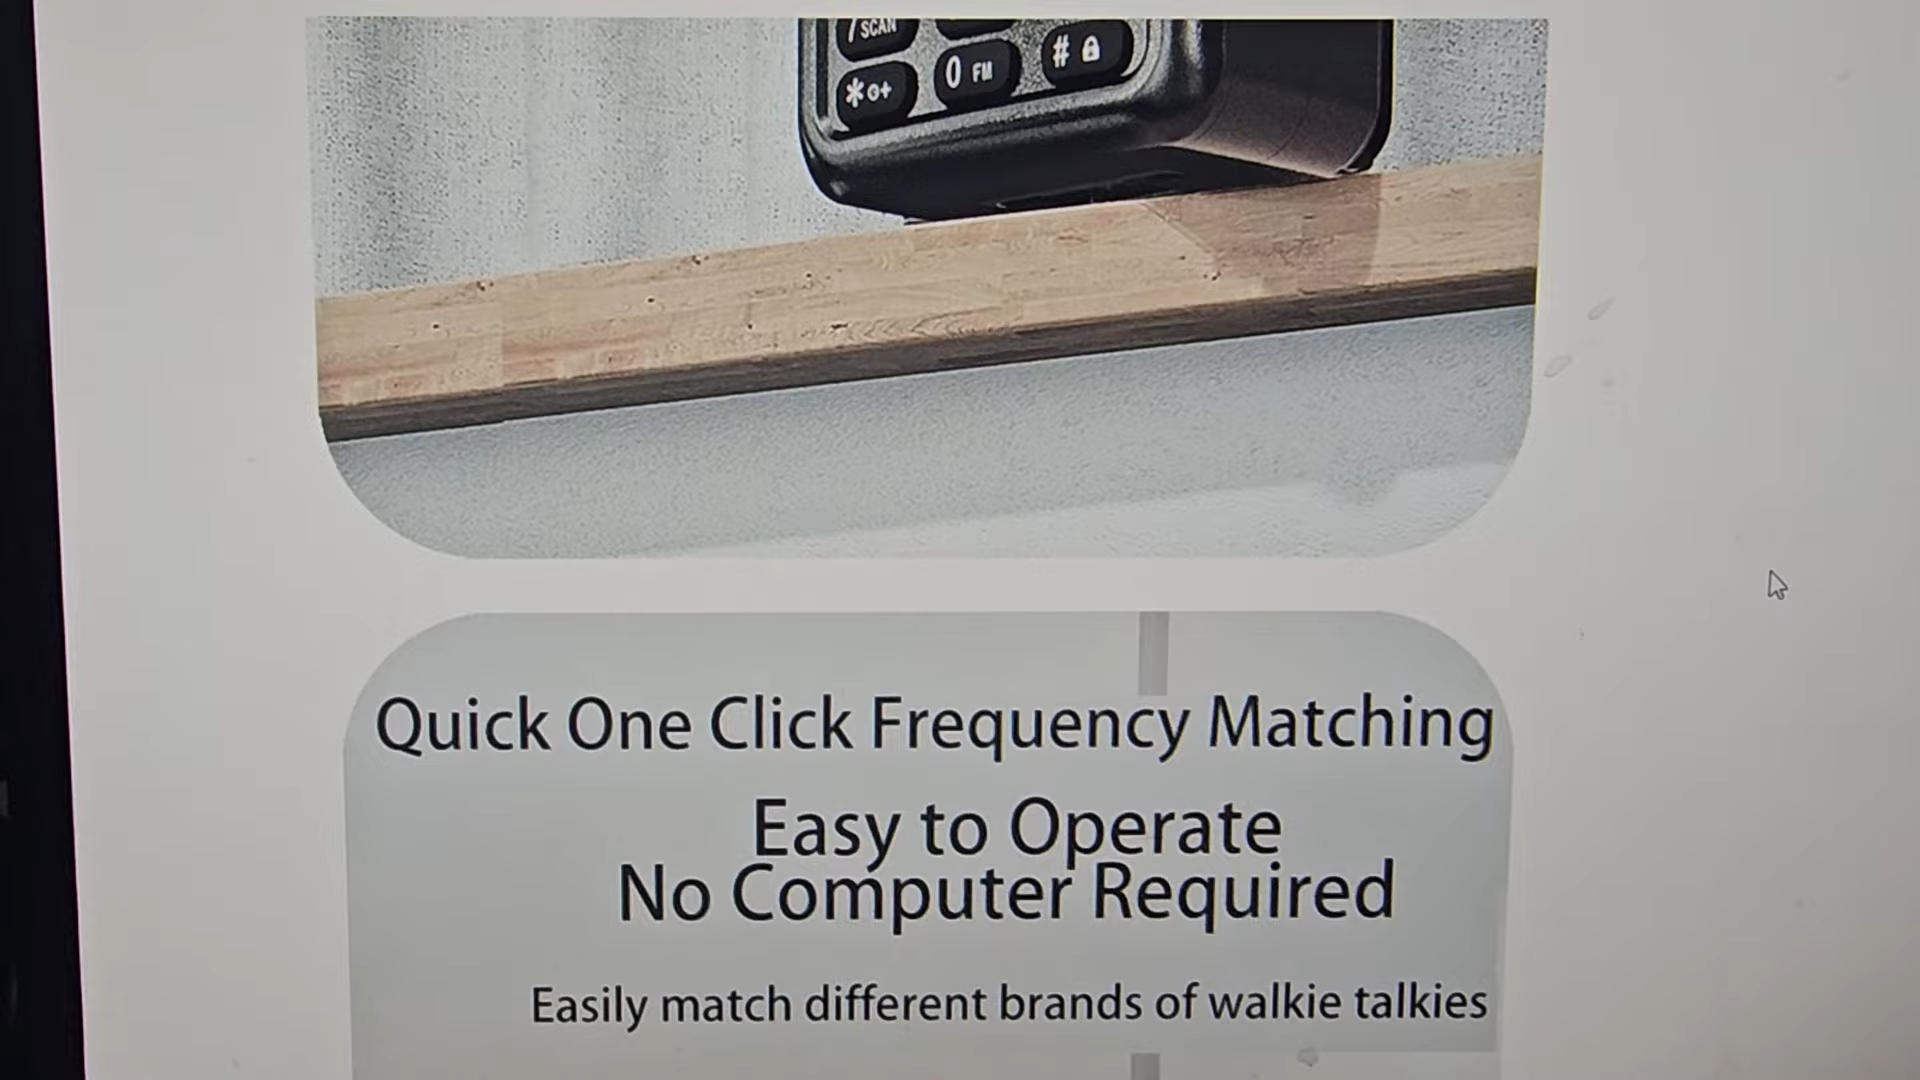 7 SCAN
* 0 FM # 
Quick One Click Frequency Matching
Easy to Operate
No Computer Required
Easily match different brands of walkie talkies